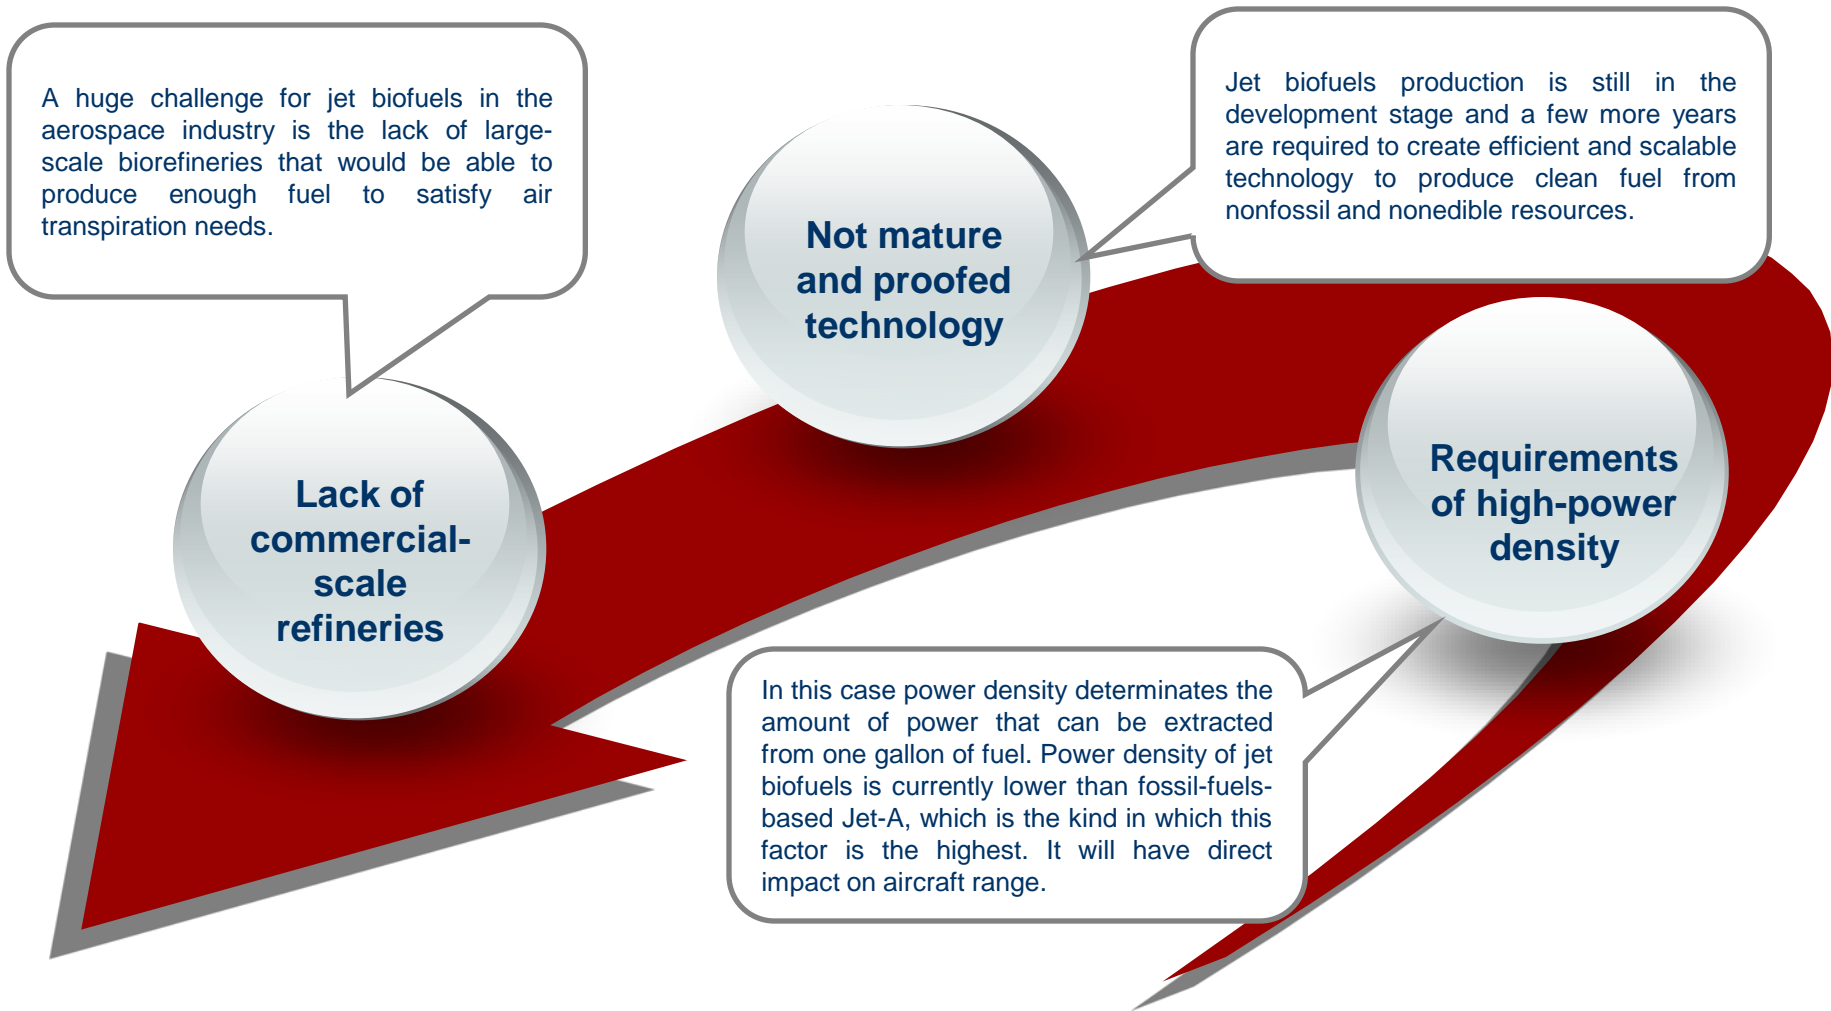 A huge challenge for jet biofuels in the
aerospace industry is the lack of large-
scale biorefineries that would be able to
produce enough fuel to satisfy air
transpiration needs.
Jet biofuels production is still in the
development stage and a few more years
are required to create efficient and scalable
technology to produce clean fuel from
nonfossil and nonedible resources.
Not mature
and proofed
technology
Lack of
commercial-
scale
refineries
Requirements
of high-power
density
In this case power density determinates the
amount of power that can be extracted
from one gallon of fuel. Power density of jet
biofuels is currently lower than fossil-fuels-
based Jet-A, which is the kind in which this
factor is the highest. It will have direct
impact on aircraft range.